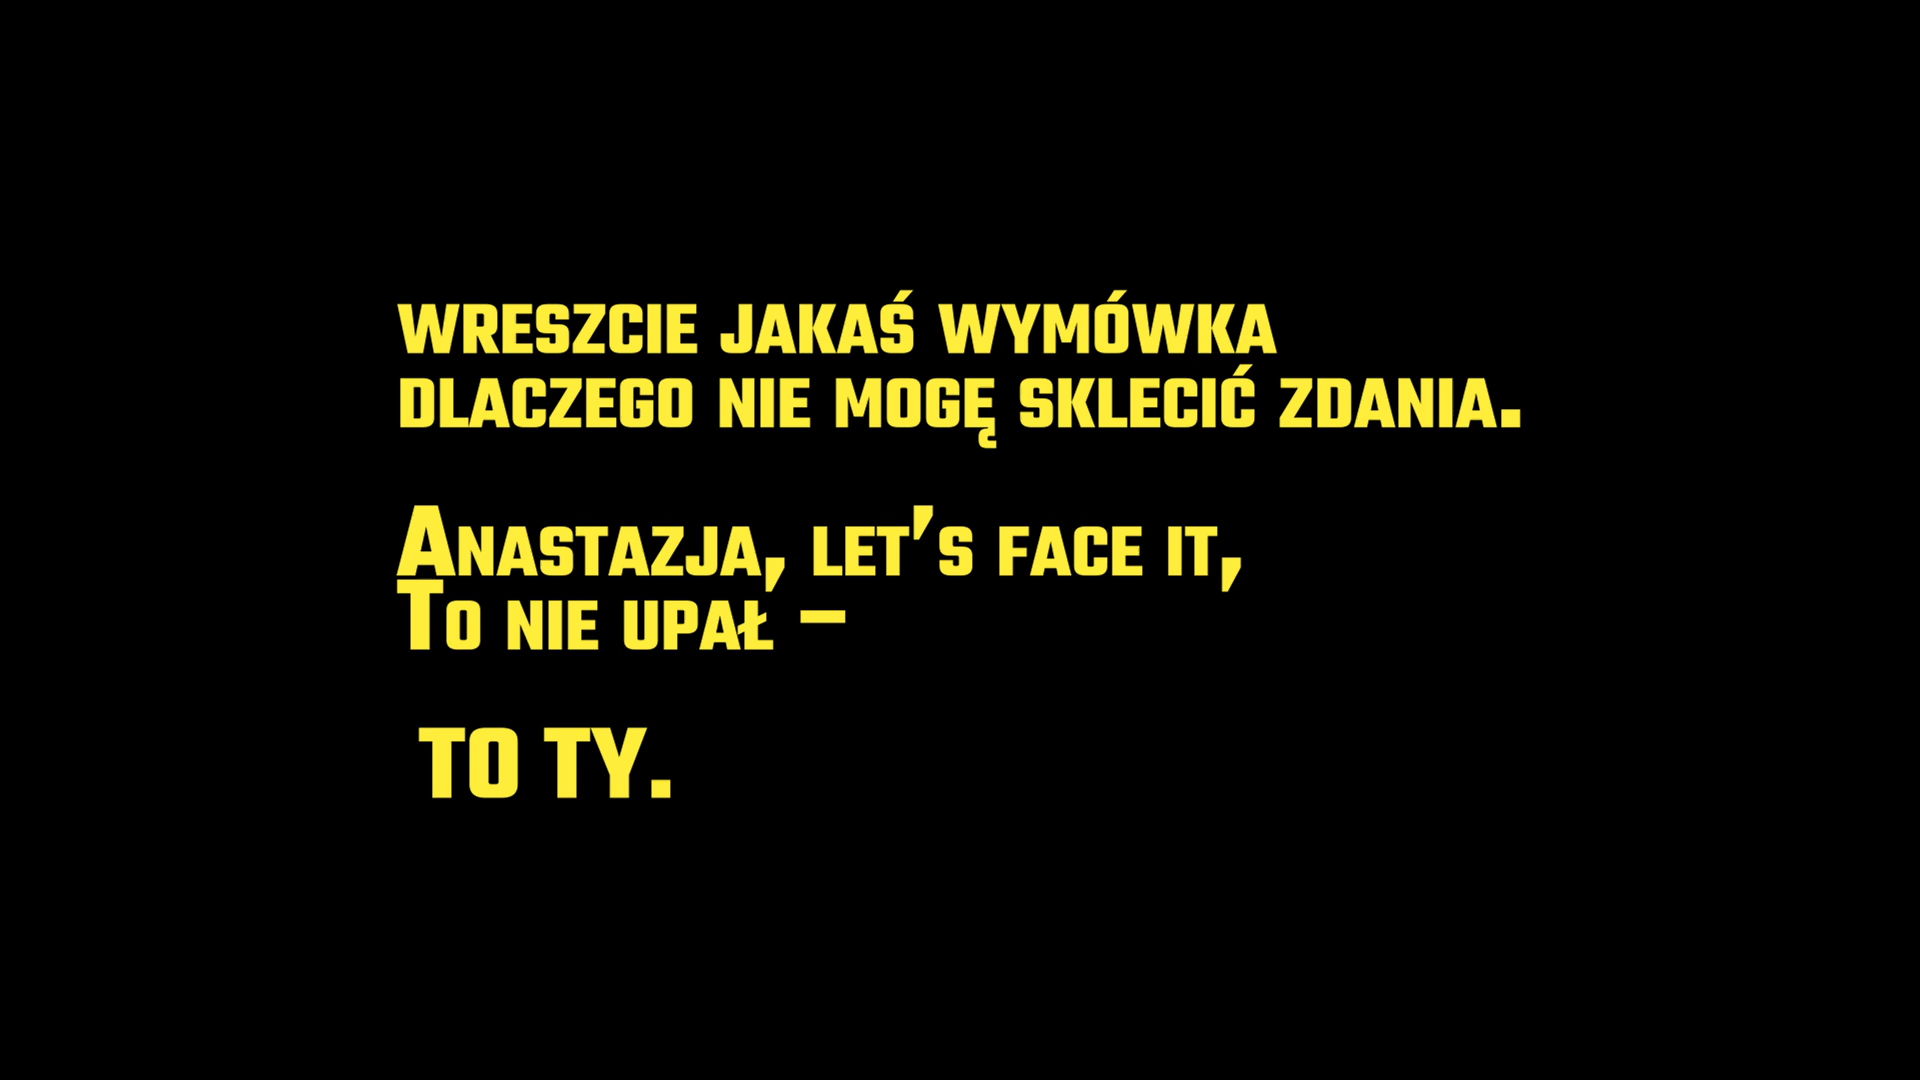 wreszcie jakaś wymówka
dlaczego nie mogę sklecić zdania.
Anastazja, let's face it,
To nie upał –
TO TY.